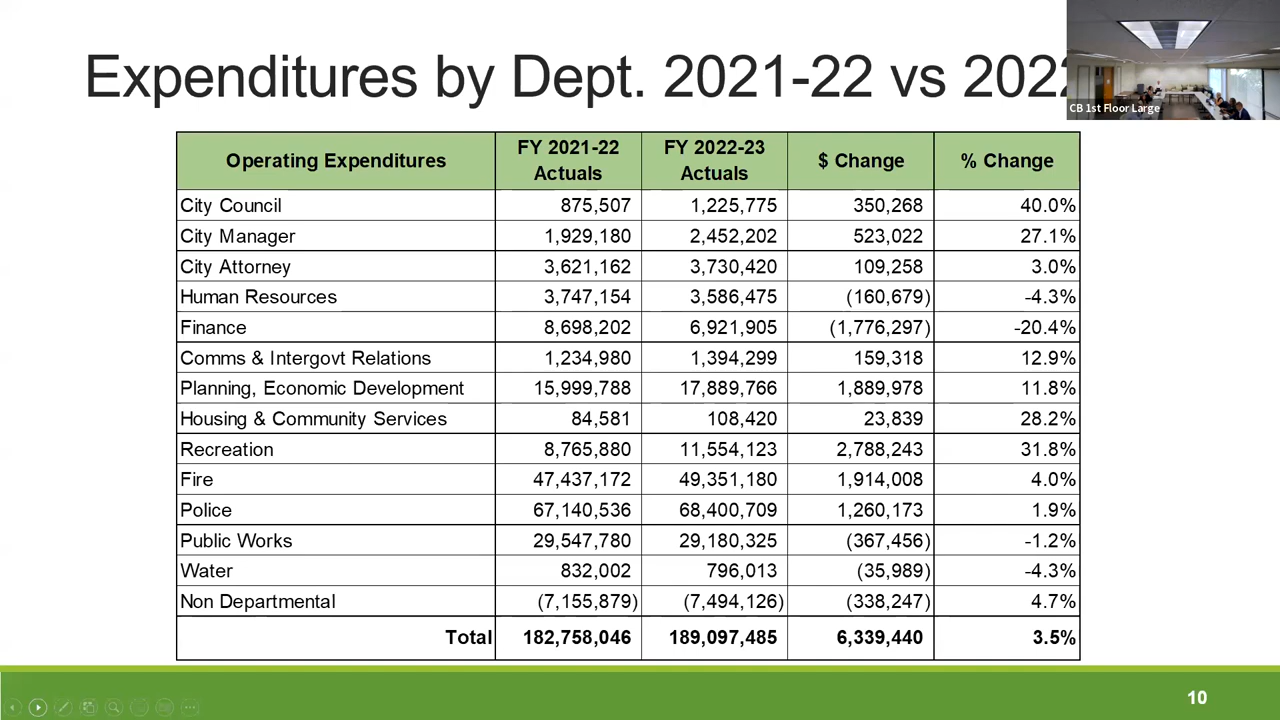 Expenditures by Dept. 2021-22 vs 202
CB 1st Floor Large
Operating Expenditures FY 2021-22 Actuals FY 2022-23 Actuals $ Change % Change
City Council 875,507 1,225,775 350,268 40.0%
City Manager 1,929,180 2,452,202 523,022 27.1%
City Attorney 3,621,162 3,730,420 109,258 3.0%
Human Resources 3,747,154 3,586,475 (160,679) -4.3%
Finance 8,698,202 6,921,905 (1,776,297) -20.4%
Comms & Intergovt Relations 1,234,980 1,394,299 159,318 12.9%
Planning, Economic Development 15,999,788 17,889,766 1,889,978 11.8%
Housing & Community Services 84,581 108,420 23,839 28.2%
Recreation 8,765,880 11,554,123 2,788,243 31.8%
Fire 47,437,172 49,351,180 1,914,008 4.0%
Police 67,140,536 68,400,709 1,260,173 1.9%
Public Works 29,547,780 29,180,325 (367,456) -1.2%
Water 832,002 796,013 (35,989) -4.3%
Non Departmental (7,155,879) (7,494,126) (338,247) 4.7%
Total 182,758,046 189,097,485 6,339,440 3.5%
10